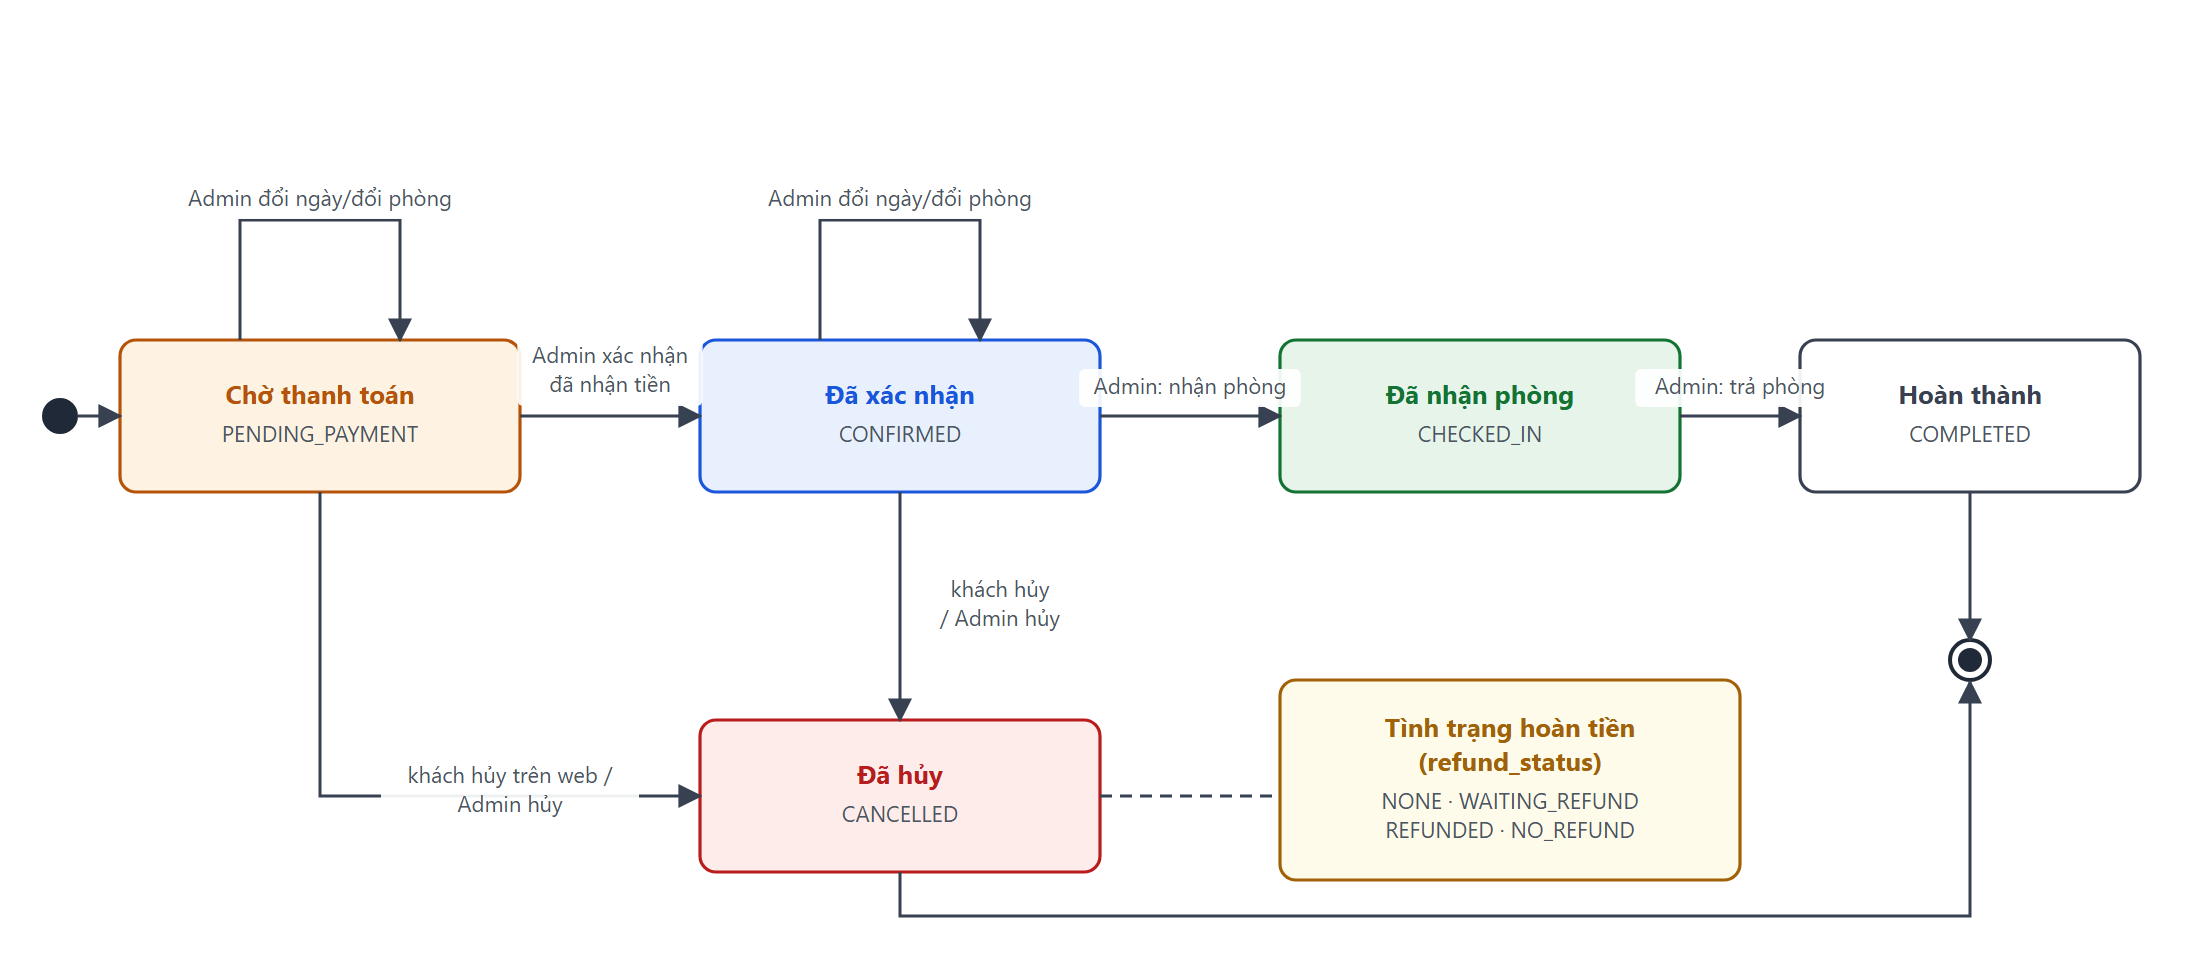 Admin đổi ngày/đổi phòng
Admin đổi ngày/đổi phòng
Chờ thanh toán
PENDING_PAYMENT
Admin xác nhận
đã nhận tiền
Đã xác nhận
CONFIRMED
Admin: nhận phòng
Đã nhận phòng
CHECKED_IN
Admin: trả phòng
Hoàn thành
COMPLETED
khách hủy
/ Admin hủy
khách hủy trên web /
Admin hủy
Đã hủy
CANCELLED
Tình trạng hoàn tiền
(refund_status)
NONE · WAITING_REFUND
REFUNDED · NO_REFUND